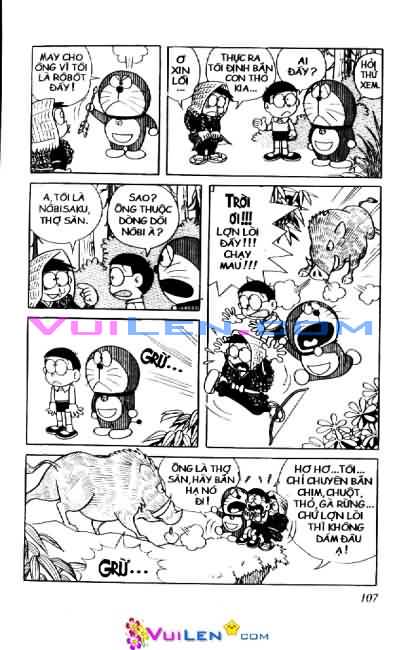 MAY CHO
ÔNG VÌ TÔI
LÀ RÔBỐT
ĐẤY!
Ơ
XIN
LỖI...
THỰC RA
TÔI ĐỊNH BẮN
CON THỎ
KIA...
AI
ĐẤY?
HỎI
THỬ
XEM.
A, TÔI LÀ
NÔBISAKU,
THỢ SĂN.
SAO?
ÔNG THUỘC
DÒNG DÕI
NÔBI À?
TRỜI
ƠI!!!
LỢN LÒI
ĐẤY!!!
CHẠY
MAU!!!
VUILEN.COM
GRỪ...
ÔNG LÀ THỢ
SĂN, HÃY BẮN
HẠ NÓ
ĐI!
HƠ HƠ...TÔI...
CHỈ CHUYÊN BẮN
CHIM, CHUỘT,
THỎ, GÀ RỪNG...
CHỨ LỢN LÒI
THÌ KHÔNG
DÁM ĐÂU
Ạ!
GRỪ...
107
VUILEN.COM